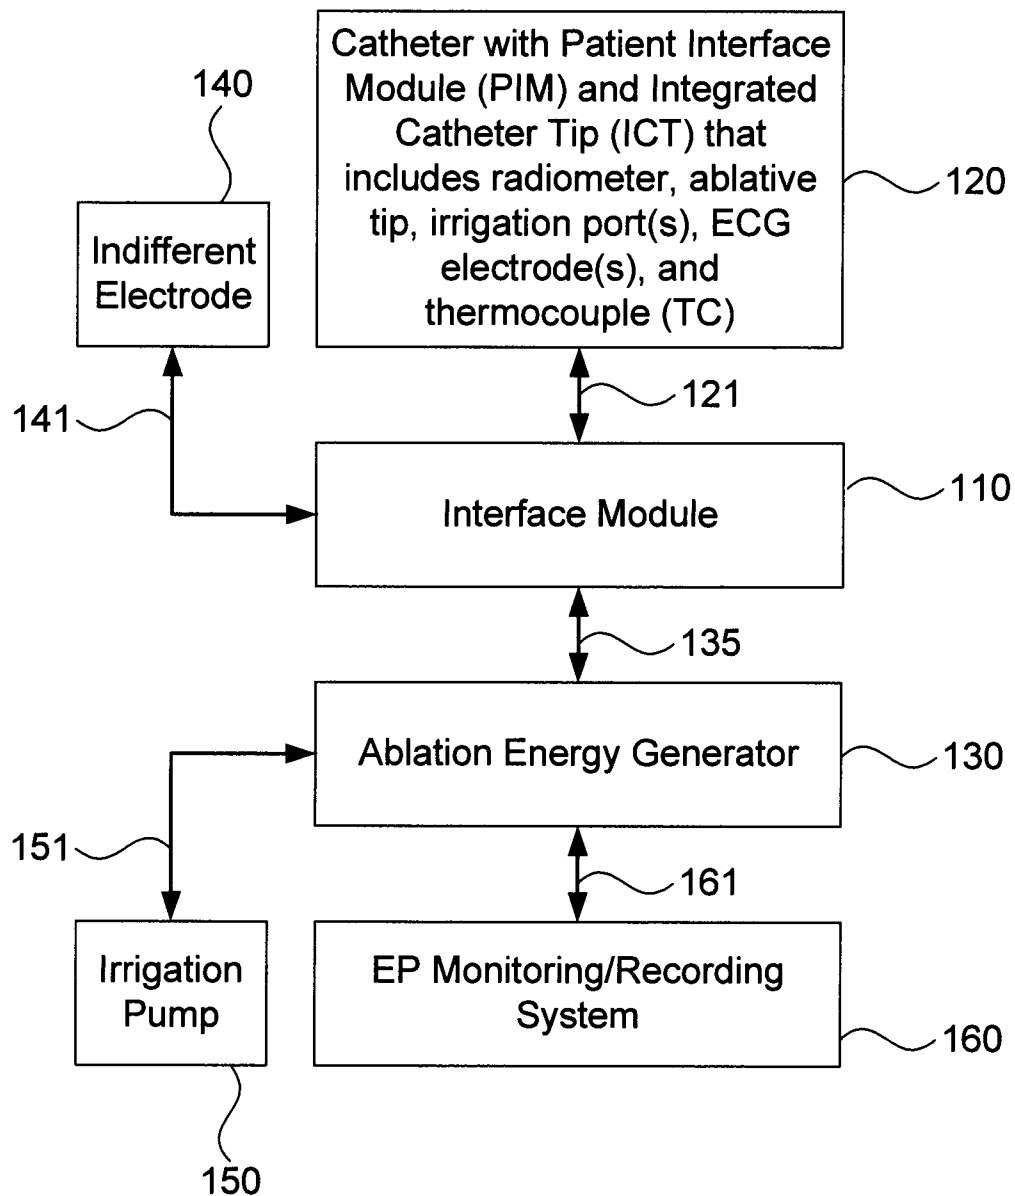 Catheter with Patient Interface
Module (PIM) and Integrated
Catheter Tip (ICT) that
includes radiometer, ablative
tip, irrigation port(s), ECG
electrode(s), and
thermocouple (TC)
120
140
Indifferent
Electrode
121
141
Interface Module
110
135
Ablation Energy Generator
130
151
161
Irrigation
Pump
EP Monitoring/Recording
System
160
150